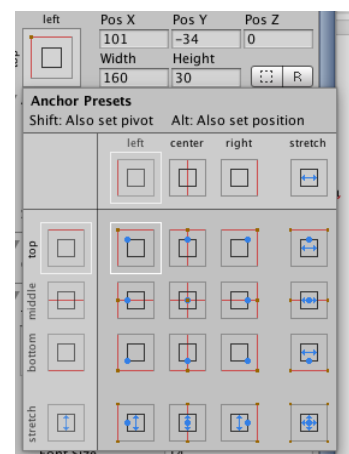 left Pos X Pos Y Pos Z
top 101 -34 0
Width Height
160 30 R
Anchor Presets
Shift: Also set pivot Alt: Also set position
left center right stretch
top
middle
bottom
stretch